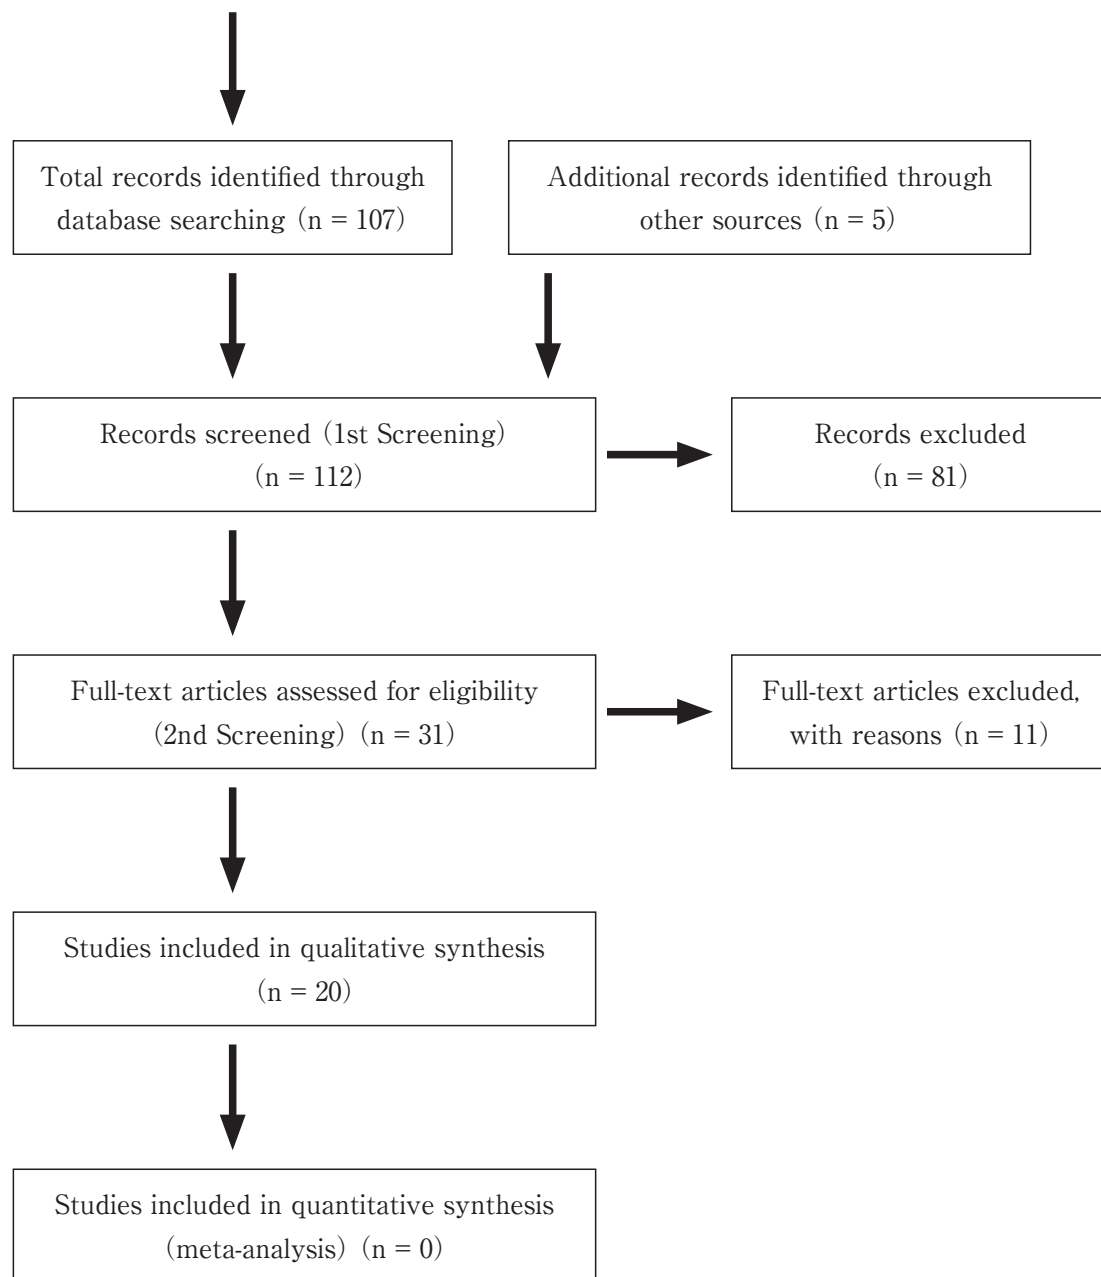 Total records identified through
database searching (n = 107)
Additional records identified through
other sources (n = 5)
Records screened (1st Screening)
(n = 112)
Records excluded
(n = 81)
Full-text articles assessed for eligibility
(2nd Screening) (n = 31)
Full-text articles excluded,
with reasons (n = 11)
Studies included in qualitative synthesis
(n = 20)
Studies included in quantitative synthesis
(meta-analysis) (n = 0)